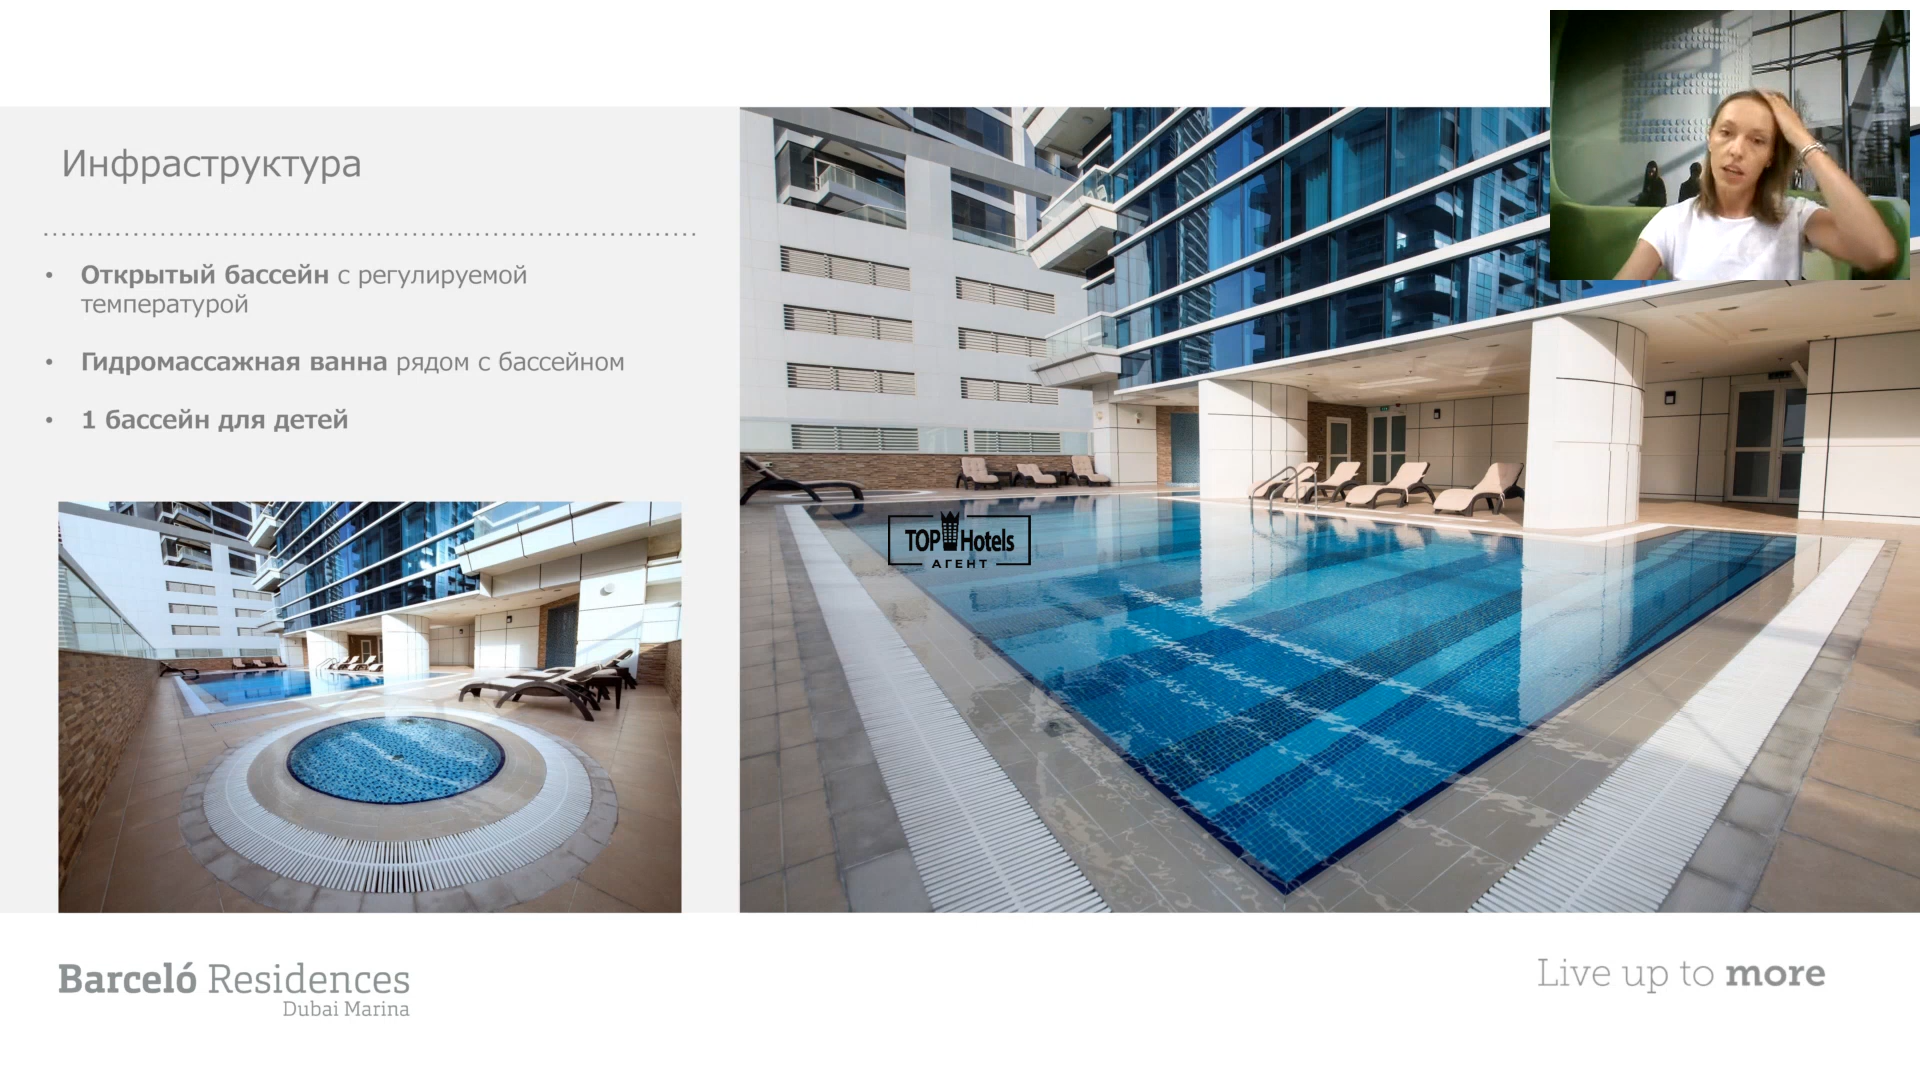 Инфраструктура
• Открытый бассейн с регулируемой
температурой
• Гидромассажная ванна рядом с бассейном
• 1 бассейн для детей
TOP Hotels
АГЕНТ
Barceló Residences
Dubai Marina
Live up to more